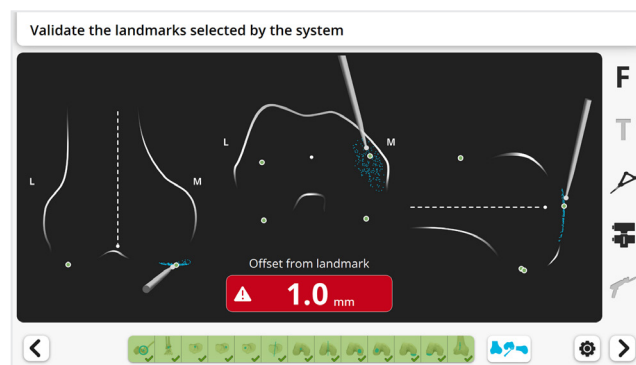 Validate the landmarks selected by the system
F
T
L
M
L
M
Offset from landmark
1.0 mm